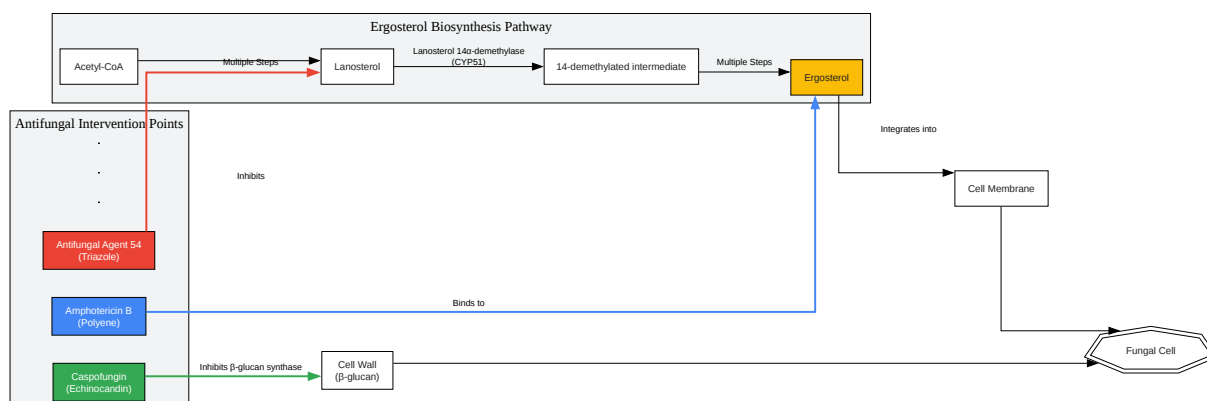 Ergosterol Biosynthesis Pathway
Acetyl-CoA
Multiple Steps
Lanosterol
Lanosterol 14α-demethylase
(CYP51)
14-demethylated intermediate
Multiple Steps
Ergosterol
Antifungal Intervention Points
.
.
.
Integrates into
Inhibits
Cell Membrane
Antifungal Agent 54
(Triazole)
Amphotericin B
(Polyene)
Binds to
Caspofungin
(Echinocandin)
Inhibits β-glucan synthase
Cell Wall
(β-glucan)
Fungal Cell